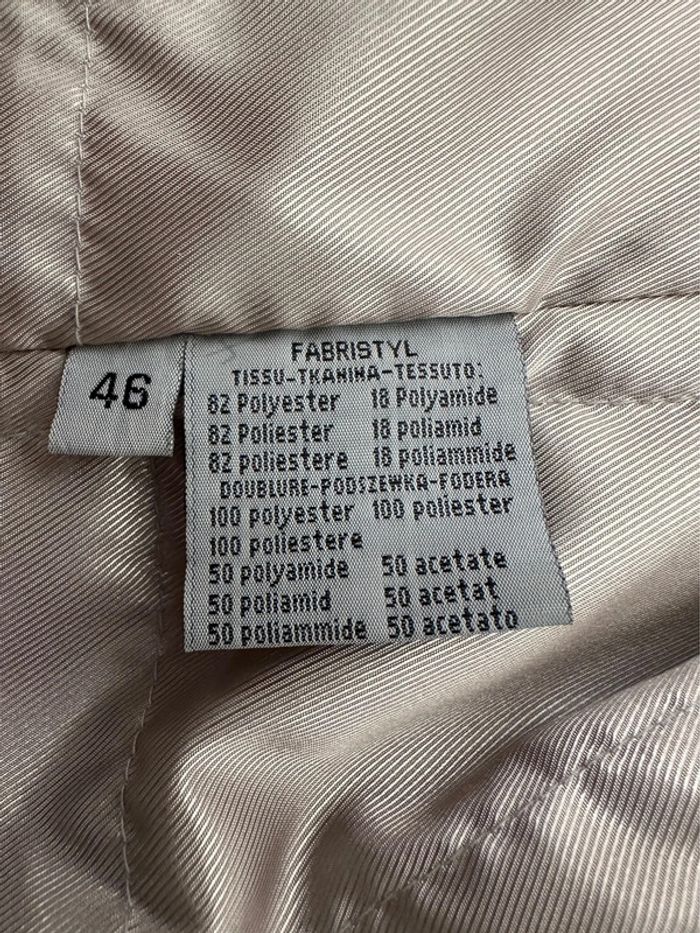 46
FABRISTYL
TISSU-TKANINA-TESSUTO:
82 Polyester 18 Polyamide
82 Poliester 18 poliamid
82 poliestere 18 poliammide
DOUBLURE-PODSZEWKA-FODERA
100 polyester 100 poliester
100 poliestere
50 polyamide 50 acetate
50 poliamid 50 acetat
50 poliammide 50 acetato